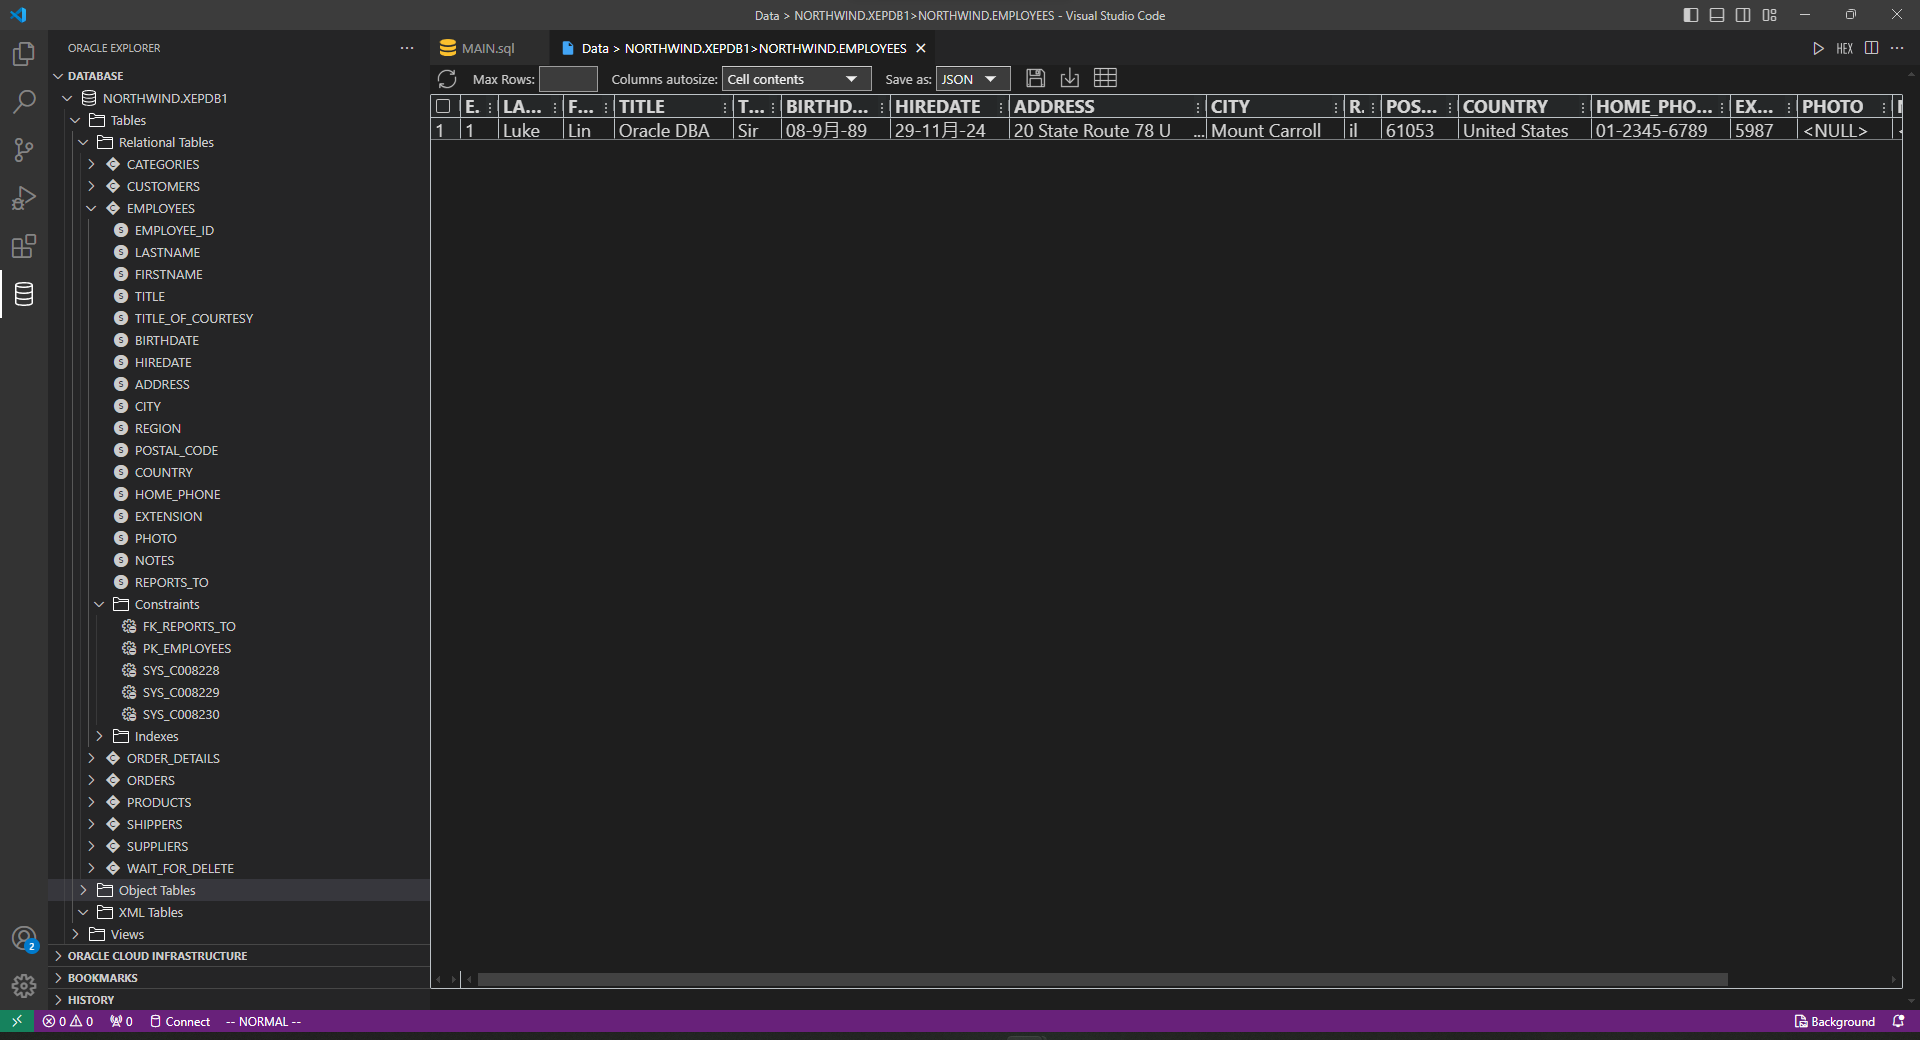 Data > NORTHWIND.XEPDB1>NORTHWIND.EMPLOYEES - Visual Studio Code
ORACLE EXPLORER
MAIN.sql
Data > NORTHWIND.XEPDB1>NORTHWIND.EMPLOYEES
HEX
Max Rows:
Columns autosize: Cell contents
Save as: JSON
E. LA... F... TITLE T... BIRTHD... HIREDATE ADDRESS CITY R. POS... COUNTRY HOME_PHO... EX... PHOTO
1 1 Luke Lin Oracle DBA Sir 08-9月-89 29-11月-24 20 State Route 78 U ... Mount Carroll il 61053 United States 01-2345-6789 5987 <NULL>
DATABASE
NORTHWIND.XEPDB1
Tables
Relational Tables
CATEGORIES
CUSTOMERS
EMPLOYEES
EMPLOYEE_ID
LASTNAME
FIRSTNAME
TITLE
TITLE_OF_COURTESY
BIRTHDATE
HIREDATE
ADDRESS
CITY
REGION
POSTAL_CODE
COUNTRY
HOME_PHONE
EXTENSION
PHOTO
NOTES
REPORTS_TO
Constraints
FK_REPORTS_TO
PK_EMPLOYEES
SYS_C008228
SYS_C008229
SYS_C008230
Indexes
ORDER_DETAILS
ORDERS
PRODUCTS
SHIPPERS
SUPPLIERS
WAIT_FOR_DELETE
Object Tables
XML Tables
Views
ORACLE CLOUD INFRASTRUCTURE
BOOKMARKS
HISTORY
2
0 0 0 Connect -- NORMAL --
Background